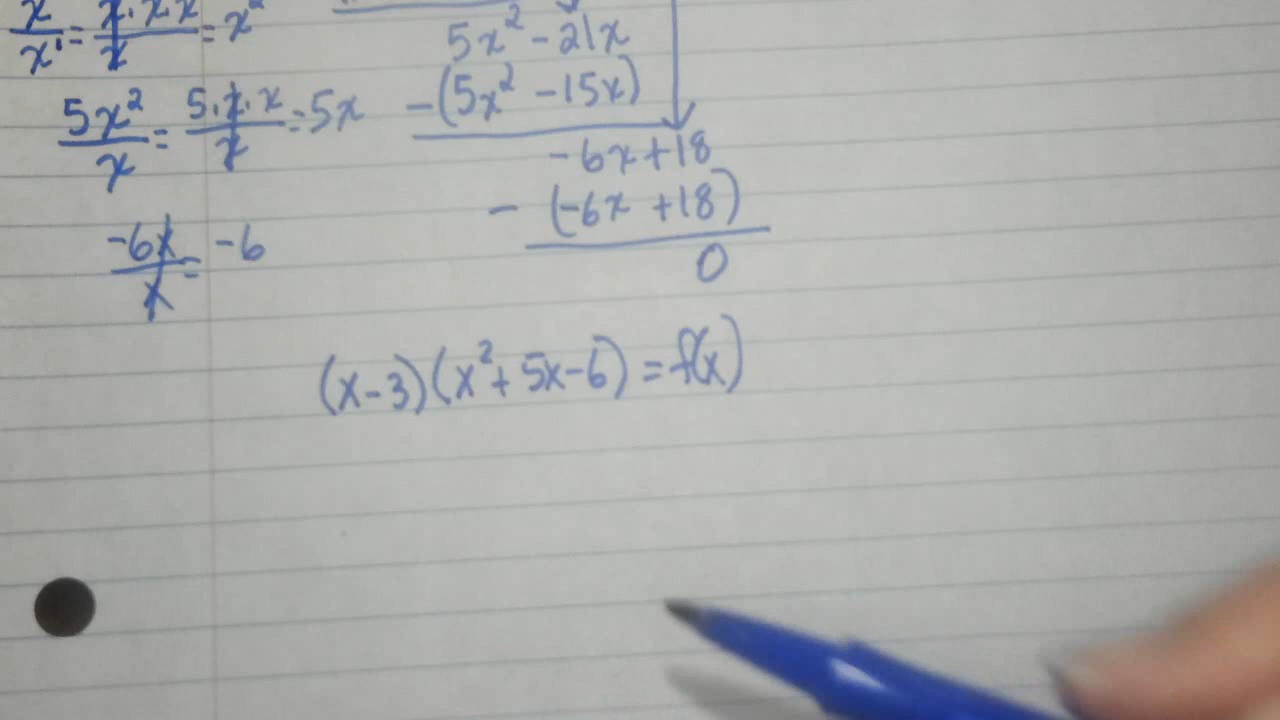 x/x¹ = x·x·x/x = x²
5x² - 21x
5x²/x = 5·x·x/x = 5x
-(5x² - 15x)
-6x + 18
-(-6x + 18)
-6x/x = -6
0
(x-3)(x²+5x-6) = f(x)